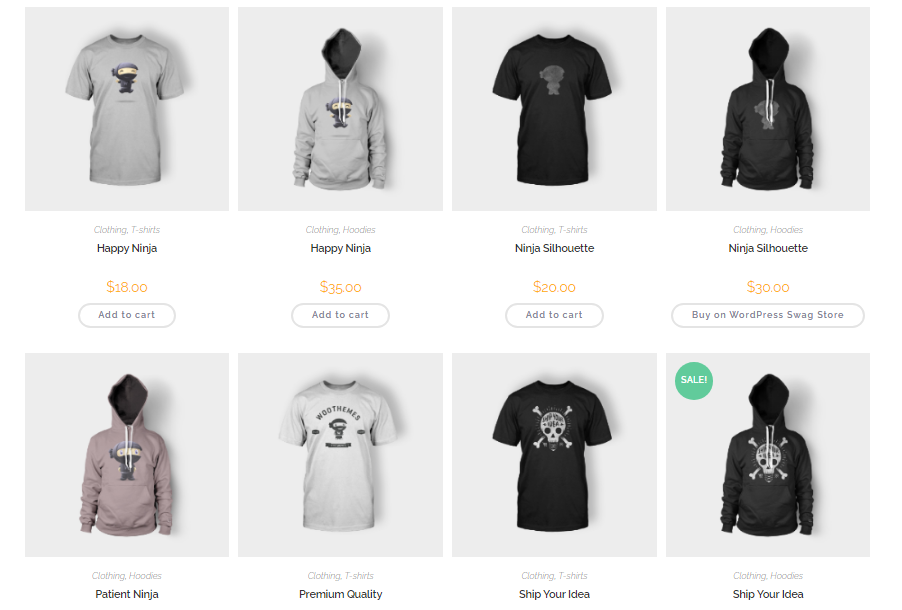 Clothing, T-shirts
Happy Ninja
$18.00
Add to cart
Clothing, Hoodies
Happy Ninja
$35.00
Add to cart
Clothing, T-shirts
Ninja Silhouette
$20.00
Add to cart
Clothing, Hoodies
Ninja Silhouette
$30.00
Buy on WordPress Swag Store
Clothing, Hoodies
Patient Ninja
WOOTHEMES
Clothing, T-shirts
Premium Quality
SHIP YOUR
IDEA
Clothing, T-shirts
Ship Your Idea
SALE!
Clothing, Hoodies
Ship Your Idea